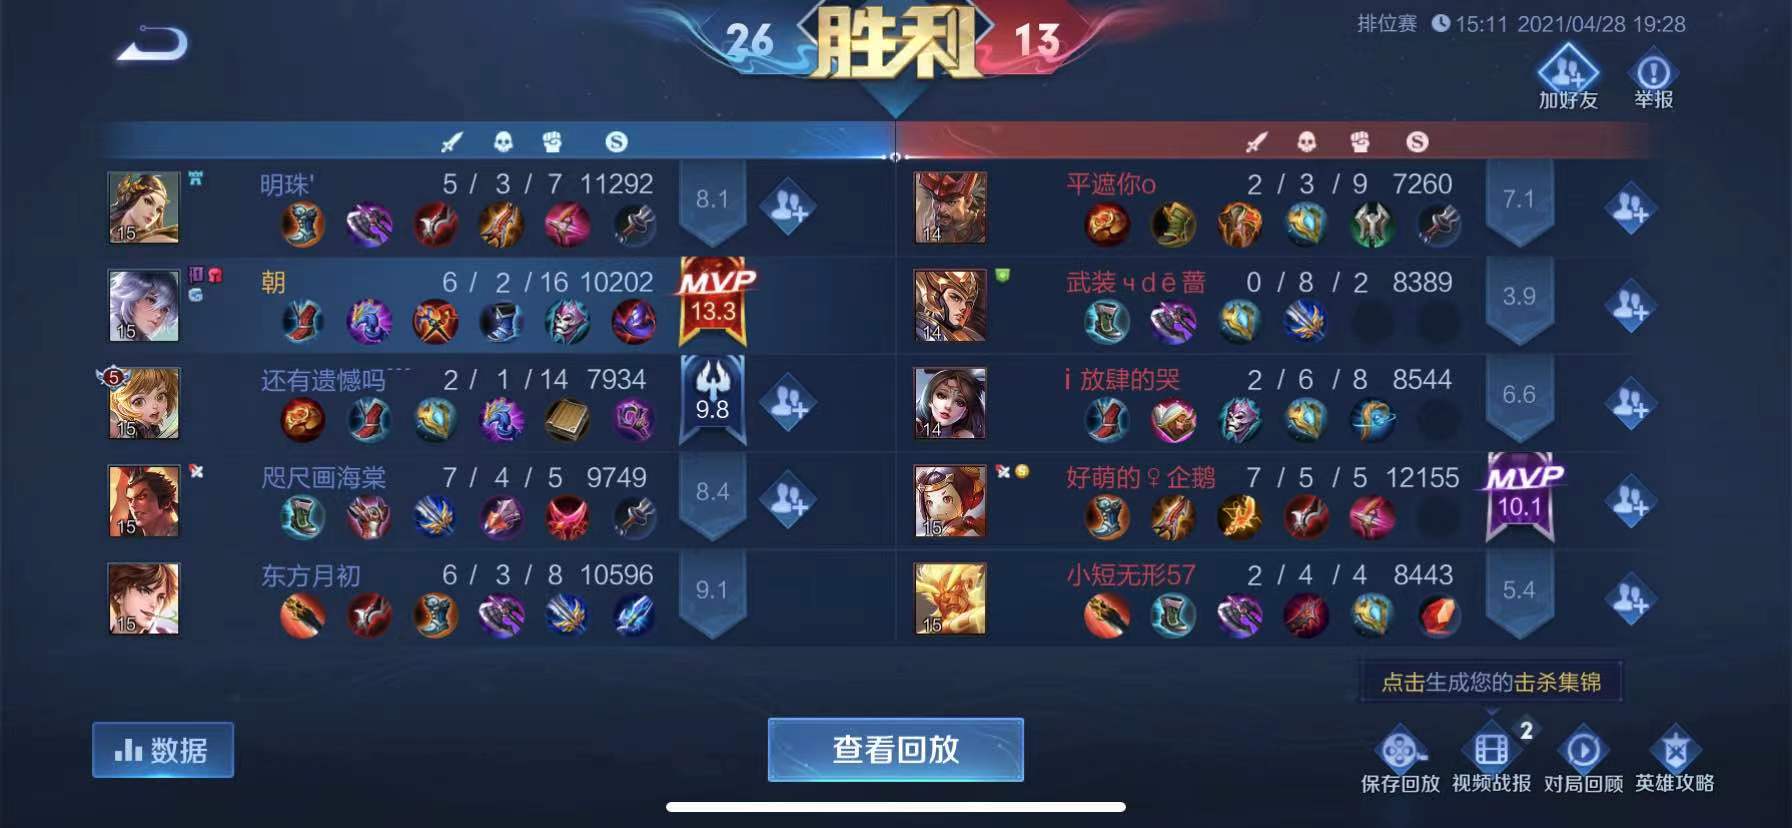 26 胜利 13
排位赛 15:11 2021/04/28 19:28
加好友 举报
S S
15 明珠' 5 / 3 / 7 11292 8.1
14 平遮你o 2 / 3 / 9 7260 7.1
15 朝 6 / 2 / 16 10202 MVP 13.3
14 武装чdē蔷 0 / 8 / 2 8389 3.9
5 15 还有遗憾吗ˉˉˉ 2 / 1 / 14 7934 9.8
14 i 放肆的哭 2 / 6 / 8 8544 6.6
15 咫尺画海棠 7 / 4 / 5 9749 8.4
15 好萌的♀企鹅 7 / 5 / 5 12155 MVP 10.1
15 东方月初 6 / 3 / 8 10596 9.1
15 小短无形57 2 / 4 / 4 8443 5.4
点击生成您的击杀集锦
数据 查看回放 2
保存回放 视频战报 对局回顾 英雄攻略